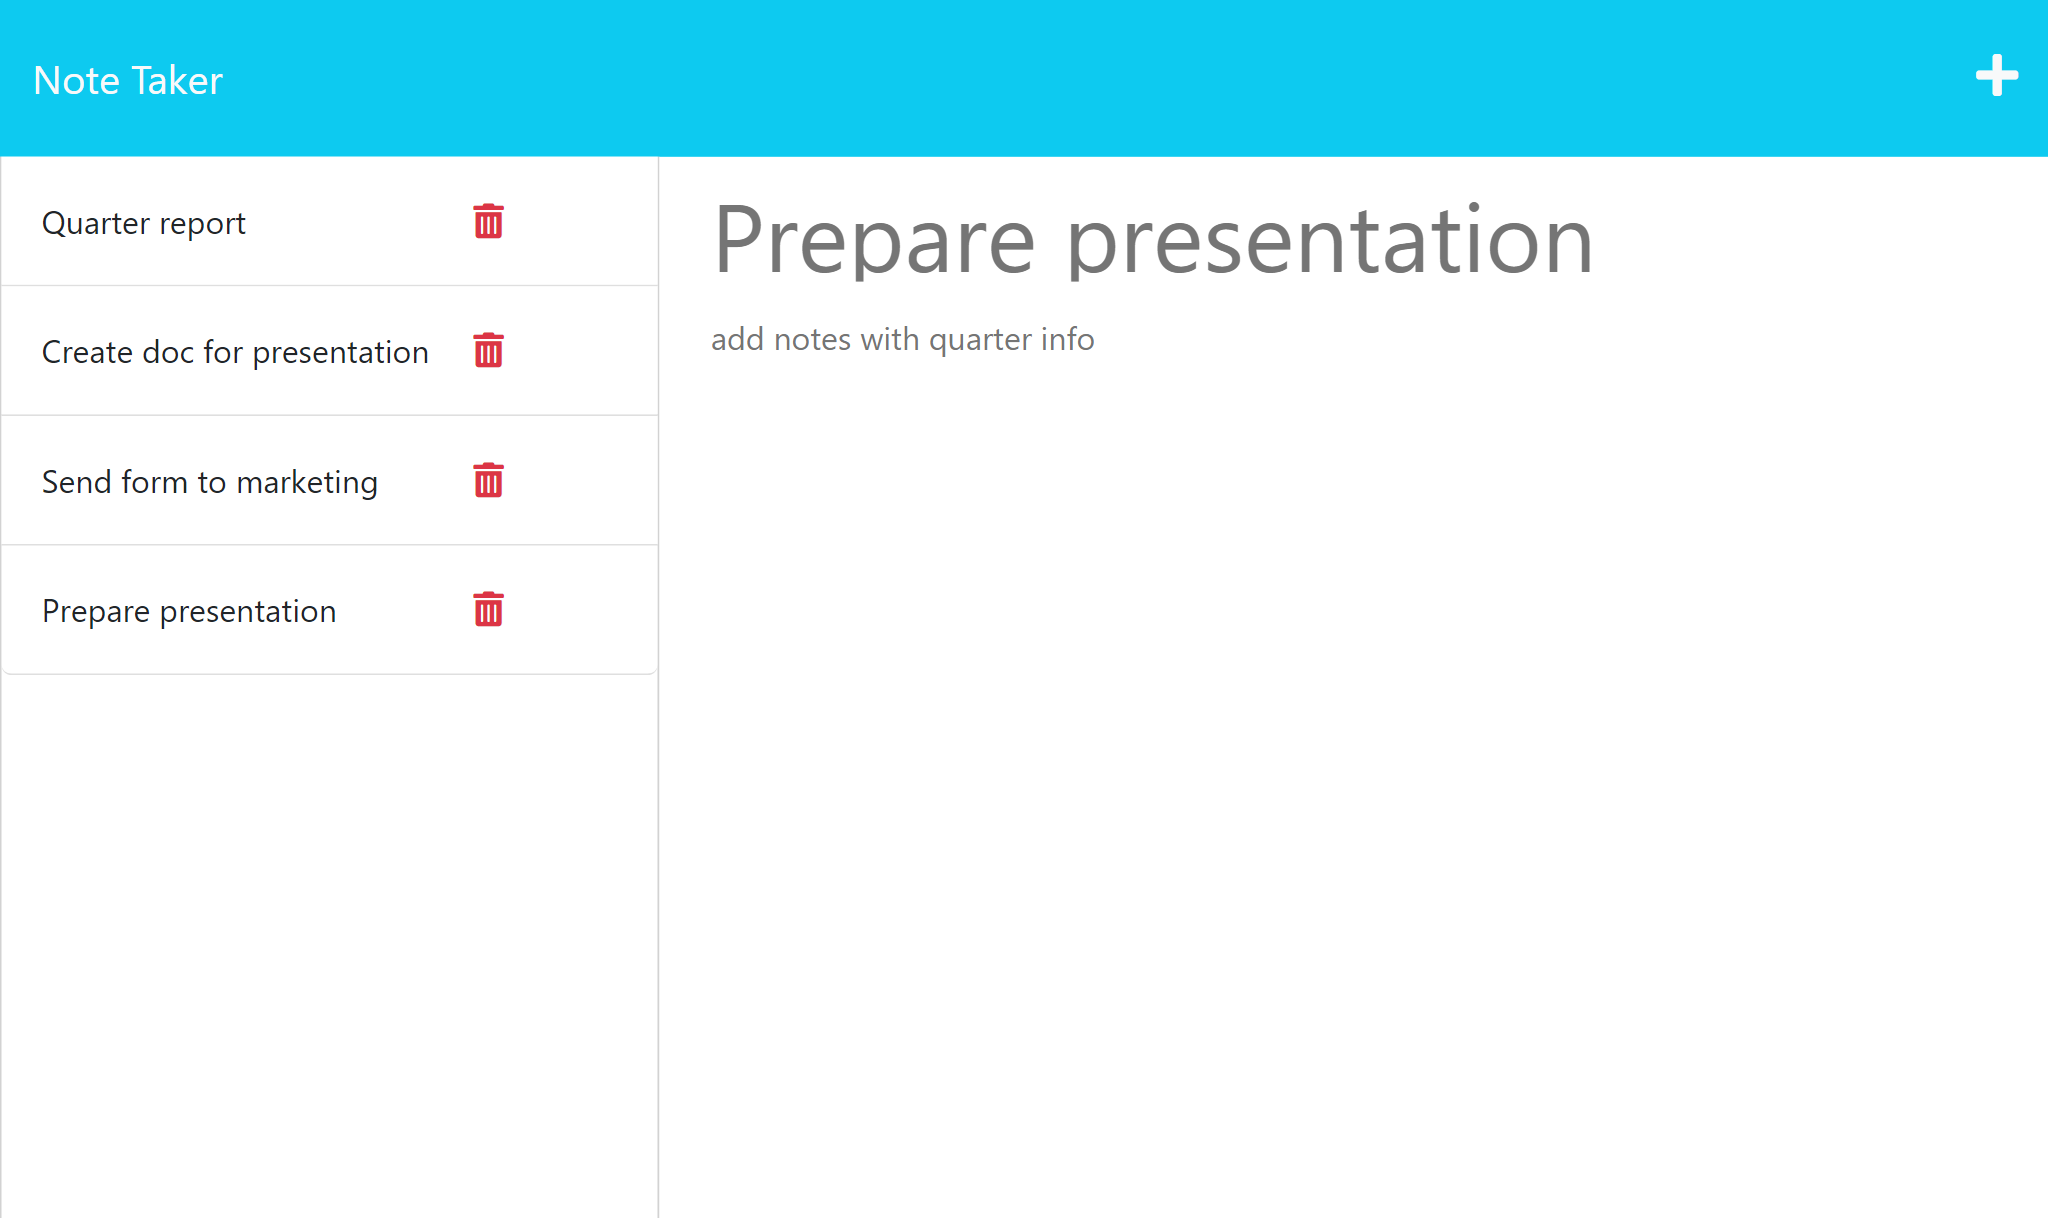 Note Taker
Quarter report
Create doc for presentation
Send form to marketing
Prepare presentation
Prepare presentation
add notes with quarter info